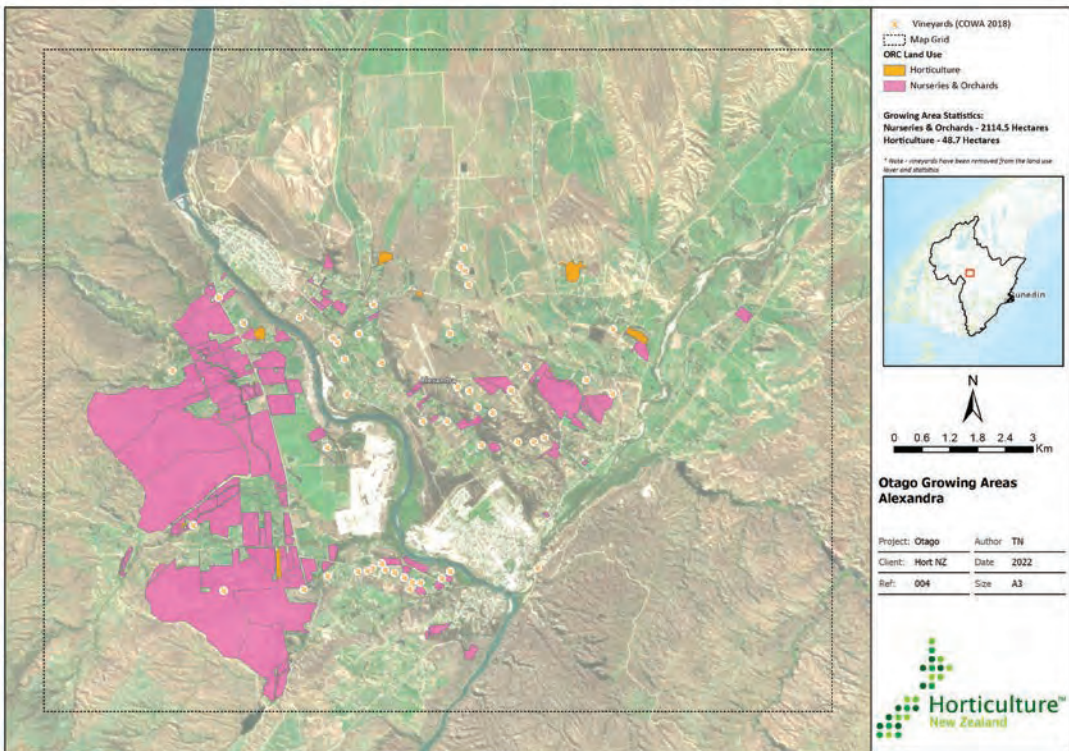 Vineyards (COWA 2018)
Map Grid
ORC Land Use
Horticulture
Nurseries & Orchards
Growing Area Statistics:
Nurseries & Orchards - 2114.5 Hectares
Horticulture - 48.7 Hectares
* Note - vineyards have been removed from the land use
layer and statistics
Dunedin
Alexandra
N
0 0.6 1.2 1.8 2.4 3
Km
Otago Growing Areas
Alexandra
Project: Otago Author TN
Client: Hort NZ Date 2022
Ref: 004 Size A3
Horticulture™
New Zealand